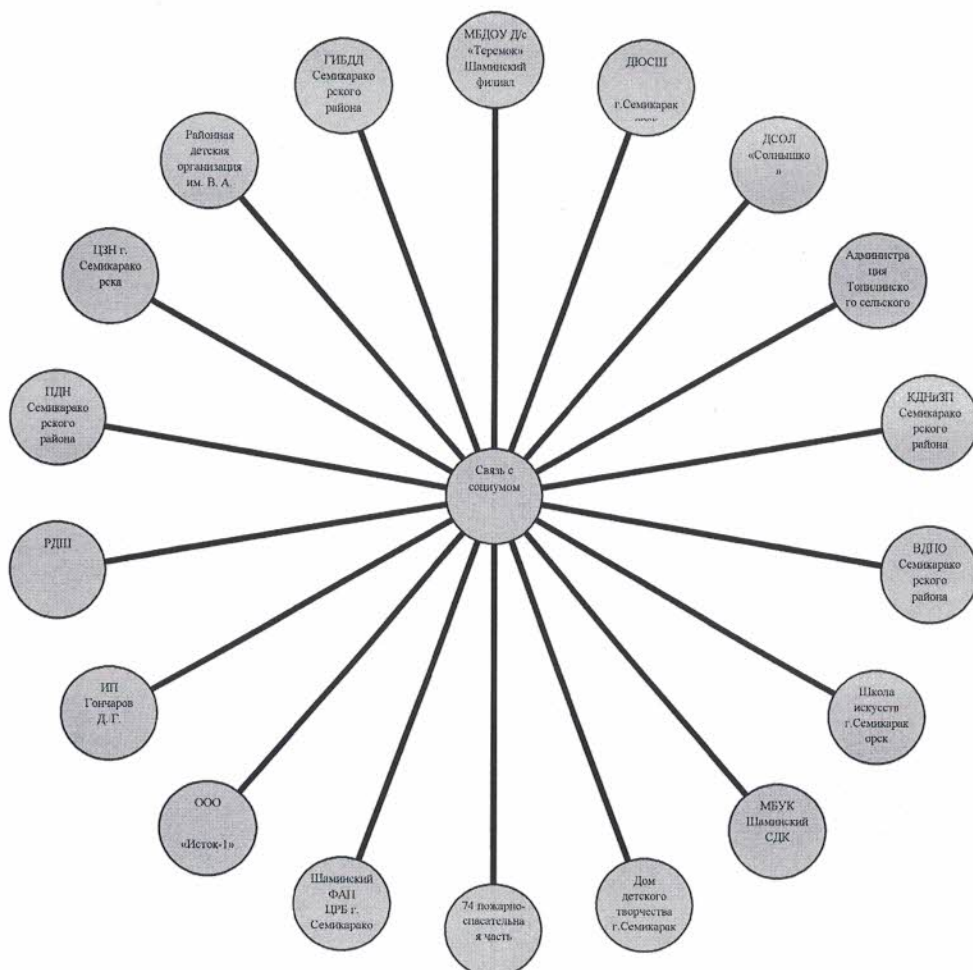 МБДОУ Д/с
«Теремок»
Шаминский
филиал
ДЮСШ
г.Семикарак
орск
ДСОЛ
«Солнышко
»
Администра
ция
Топилинско
го сельского
КДНиЗП
Семикарако
рского
района
ВДПО
Семикарако
рского
района
Школа
искусств
г.Семикарак
орск
МБУК
Шаминский
СДК
Дом
детского
творчества
г.Семикарак
74 пожарно-
спасательна
я часть
Шаминский
ФАП
ЦРБ г.
Семикарако
ООО
«Исток-1»
ИП
Гончаров
Д. Г.
РДШ
ПДН
Семикарако
рского
района
ЦЗН г.
Семикарако
рска
Районная
детская
организация
им. В. А.
ГИБДД
Семикарако
рского
района
Связь с
социумом